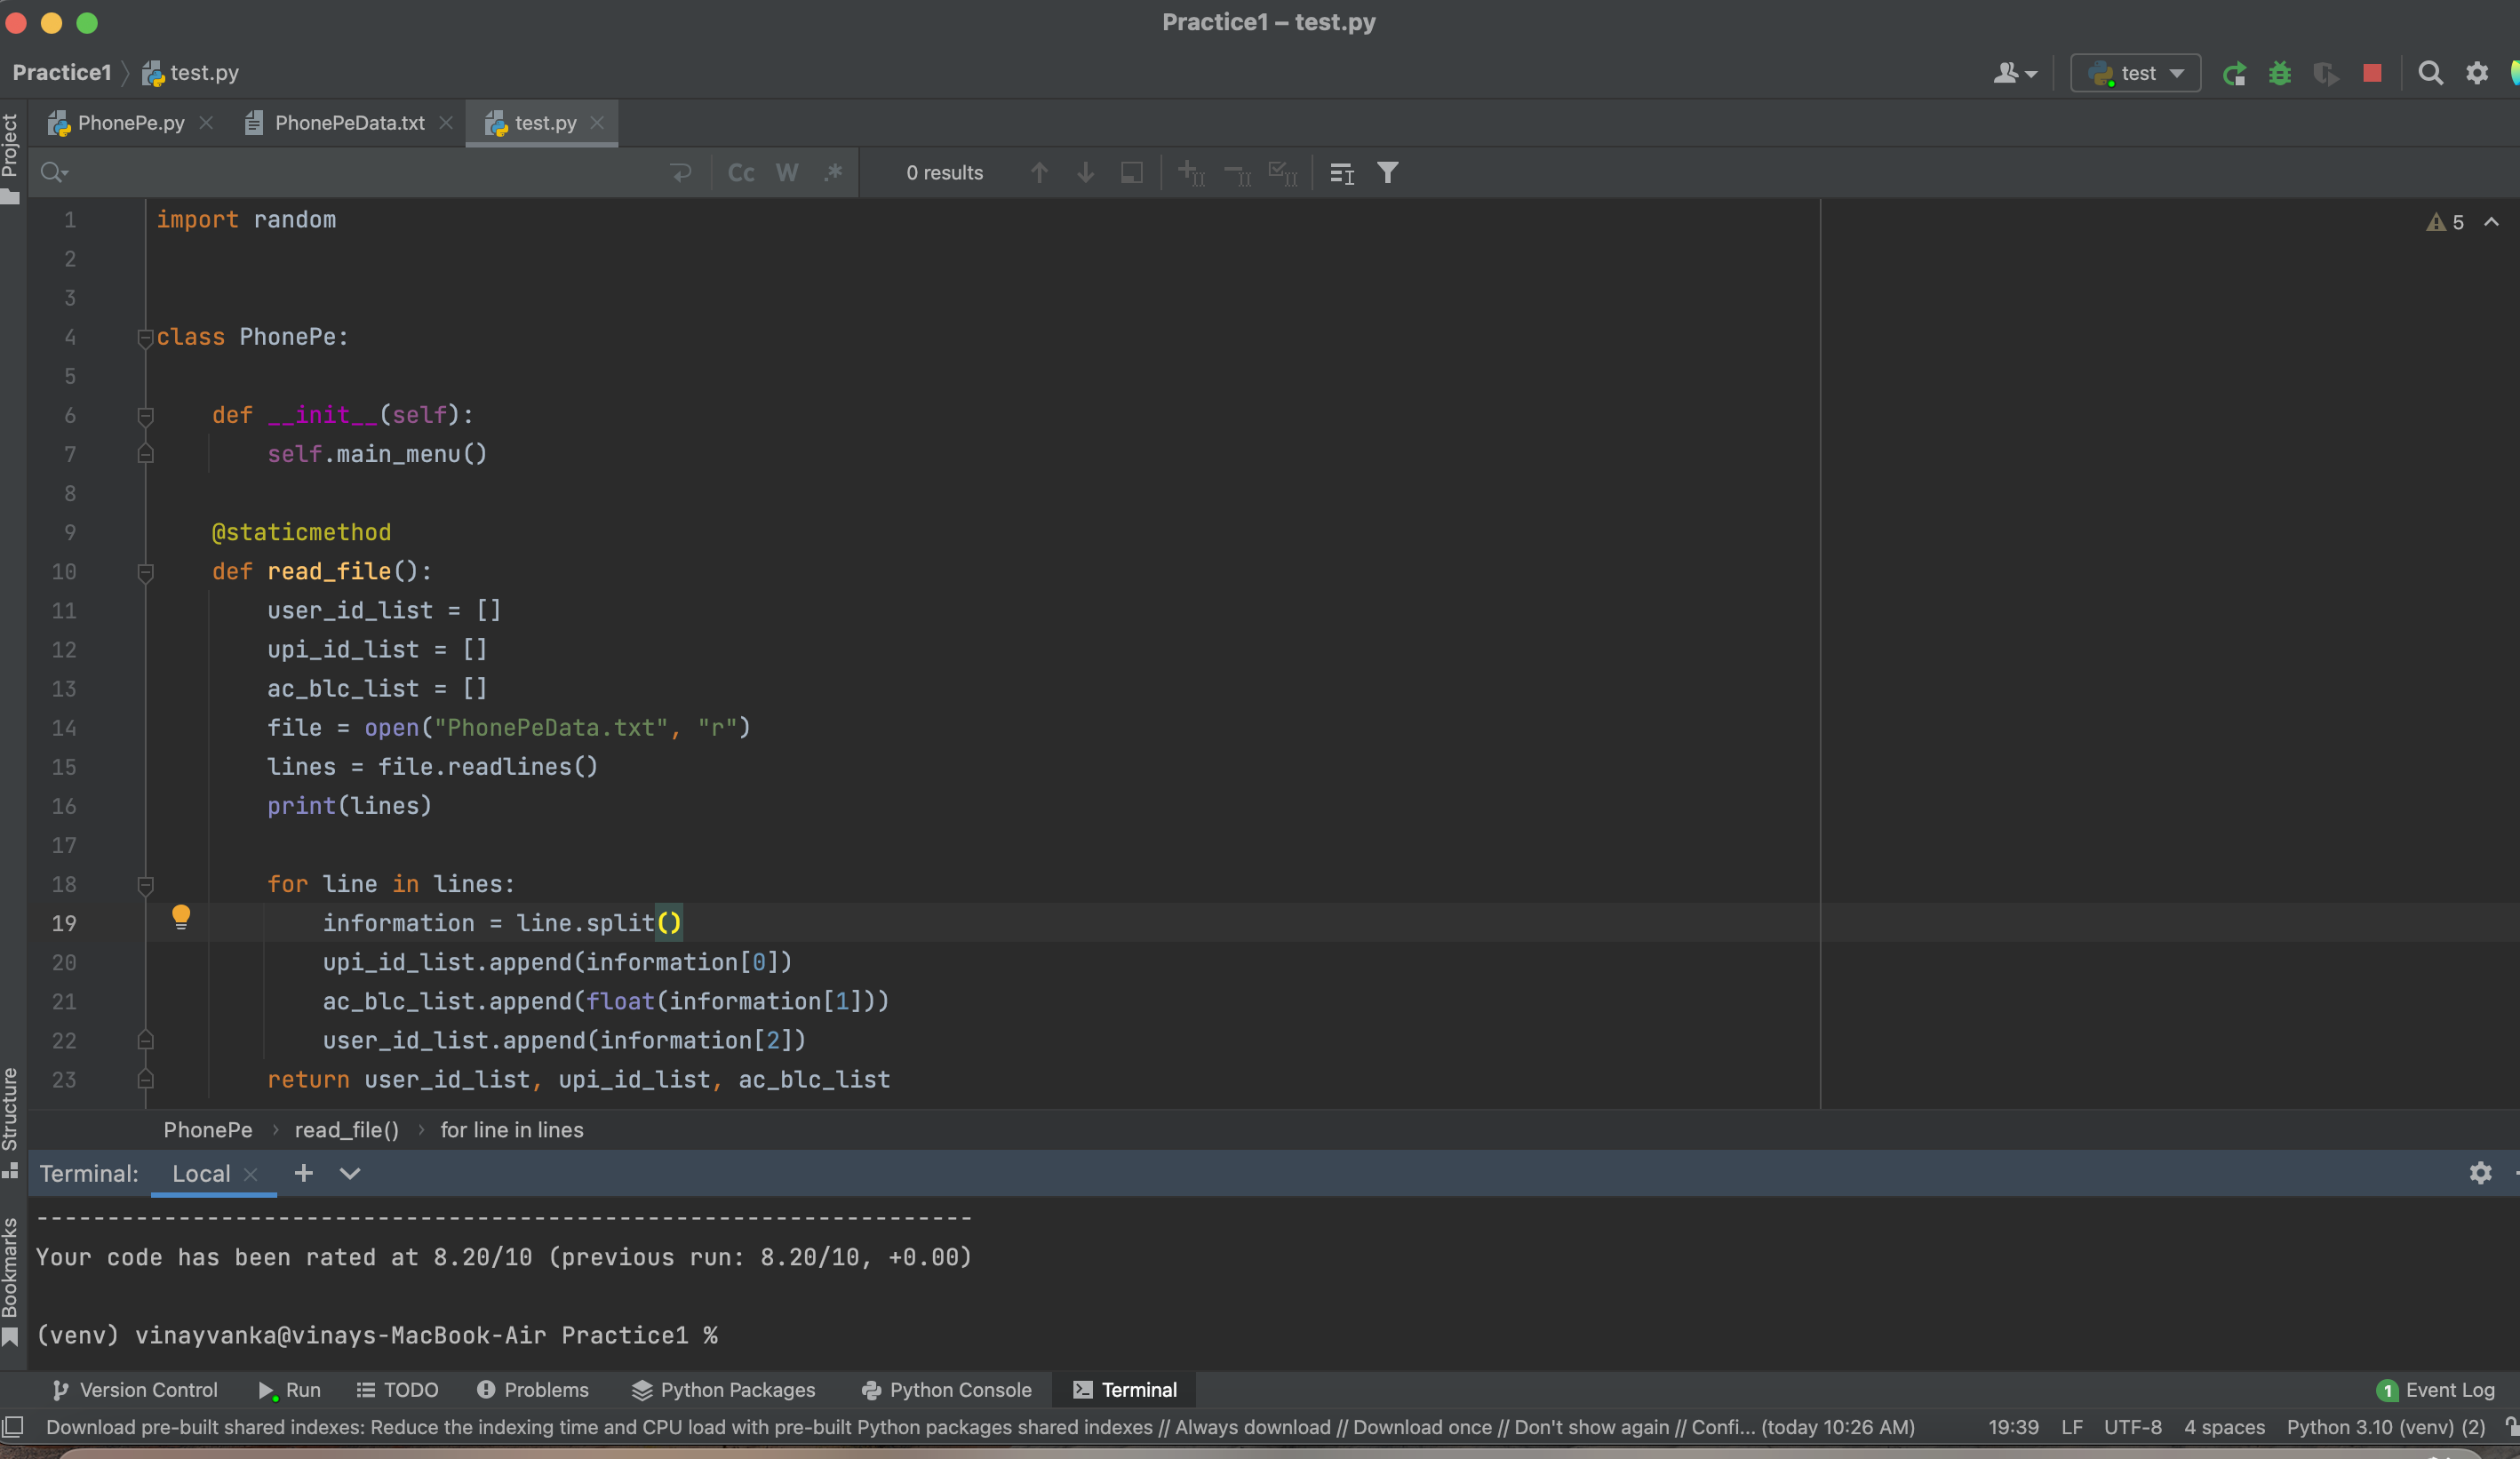 Practice1 – test.py
Practice1 test.py
test
PhonePe.py PhonePeData.txt test.py
Cc W .* 0 results
Project
5
1 import random
2
3
4 class PhonePe:
5
6 def __init__(self):
7 self.main_menu()
8
9 @staticmethod
10 def read_file():
11 user_id_list = []
12 upi_id_list = []
13 ac_blc_list = []
14 file = open("PhonePeData.txt", "r")
15 lines = file.readlines()
16 print(lines)
17
18 for line in lines:
19 information = line.split()
20 upi_id_list.append(information[0])
21 ac_blc_list.append(float(information[1]))
22 user_id_list.append(information[2])
23 return user_id_list, upi_id_list, ac_blc_list
Structure
PhonePe › read_file() › for line in lines
Terminal: Local
Bookmarks
------------------------------------------------------------------
Your code has been rated at 8.20/10 (previous run: 8.20/10, +0.00)
(venv) vinayvanka@vinays-MacBook-Air Practice1 %
Version Control Run TODO Problems Python Packages Python Console Terminal 1 Event Log
Download pre-built shared indexes: Reduce the indexing time and CPU load with pre-built Python packages shared indexes // Always download // Download once // Don't show again // Confi... (today 10:26 AM) 19:39 LF UTF-8 4 spaces Python 3.10 (venv) (2)